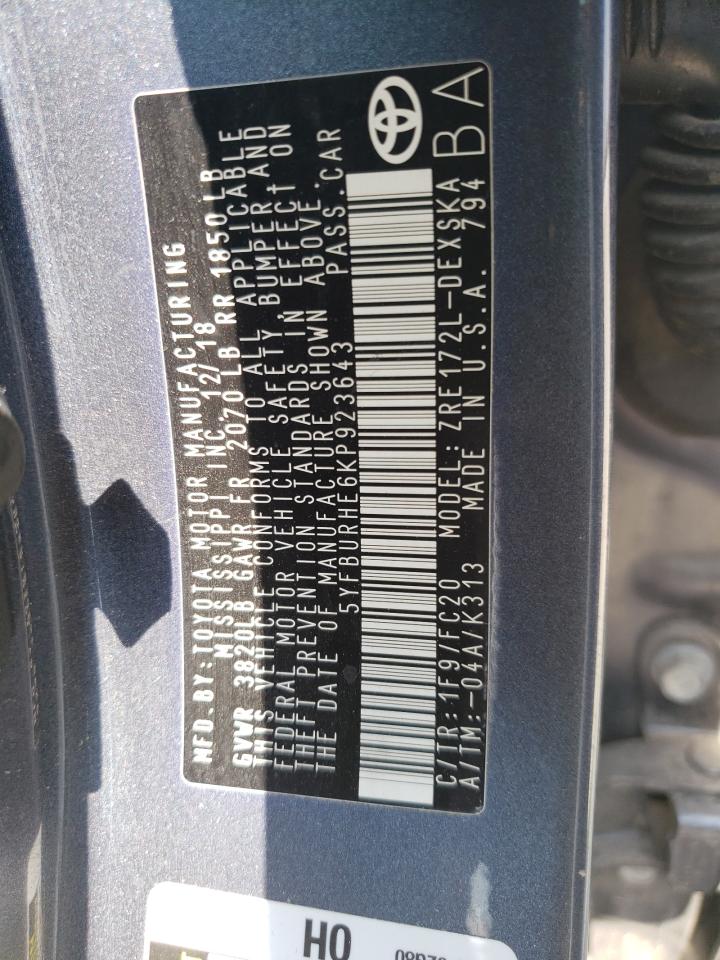 MFD.BY:TOYOTA MOTOR MANUFACTURING
MISSISSIPPI INC 12/18
GVWR 3820LB GAWR FR 2070LB RR 1850LB
THIS VEHICLE CONFORMS TO ALL APPLICABLE
FEDERAL MOTOR VEHICLE SAFETY, BUMPER AND
THEFT PREVENTION STANDARDS IN EFFECT ON
THE DATE OF MANUFACTURE SHOWN ABOVE.
5YFBURHE6KP923643 PASS.CAR
C/TR:1F9/FC20 MODEL:ZRE172L-DEXSKA
A/TM:-04A/K313 MADE IN U.S.A. 794
BA
HO